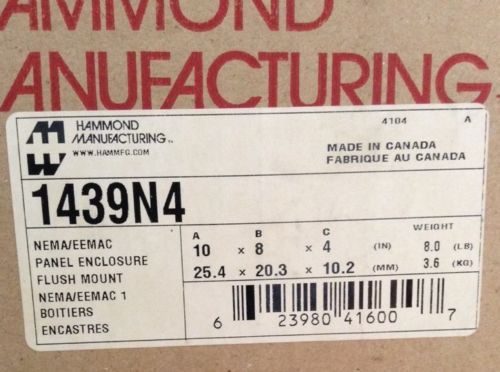 AMMOND
ANUFACTURING
HAMMOND
MANUFACTURING
WWW.HAMMFG.COM
4104 A
MADE IN CANADA
FABRIQUE AU CANADA
1439N4
NEMA/EEMAC
PANEL ENCLOSURE
FLUSH MOUNT
NEMA/EEMAC 1
BOITIERS
ENCASTRES
A B C WEIGHT
10 x 8 x 4 (IN) 8.0 (LB)
25.4 x 20.3 x 10.2 (MM) 3.6 (KG)
6 23980 41600 7